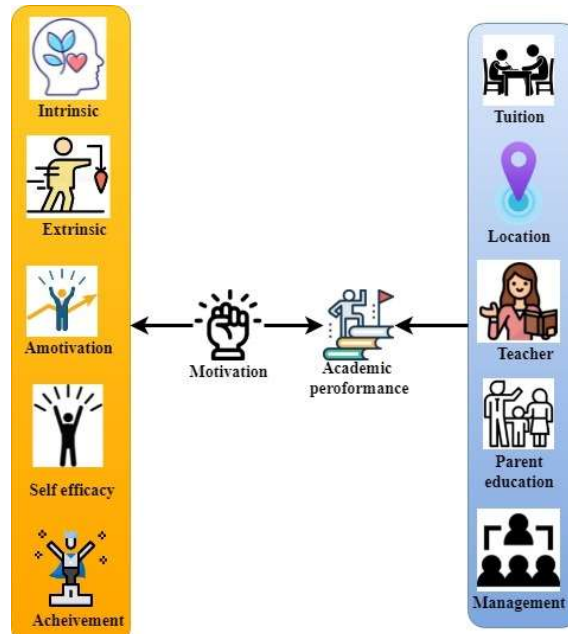 Intrinsic
Extrinsic
Amotivation
Self efficacy
Acheivement
Motivation
Academic
peroformance
Tuition
Location
Teacher
Parent
education
Management